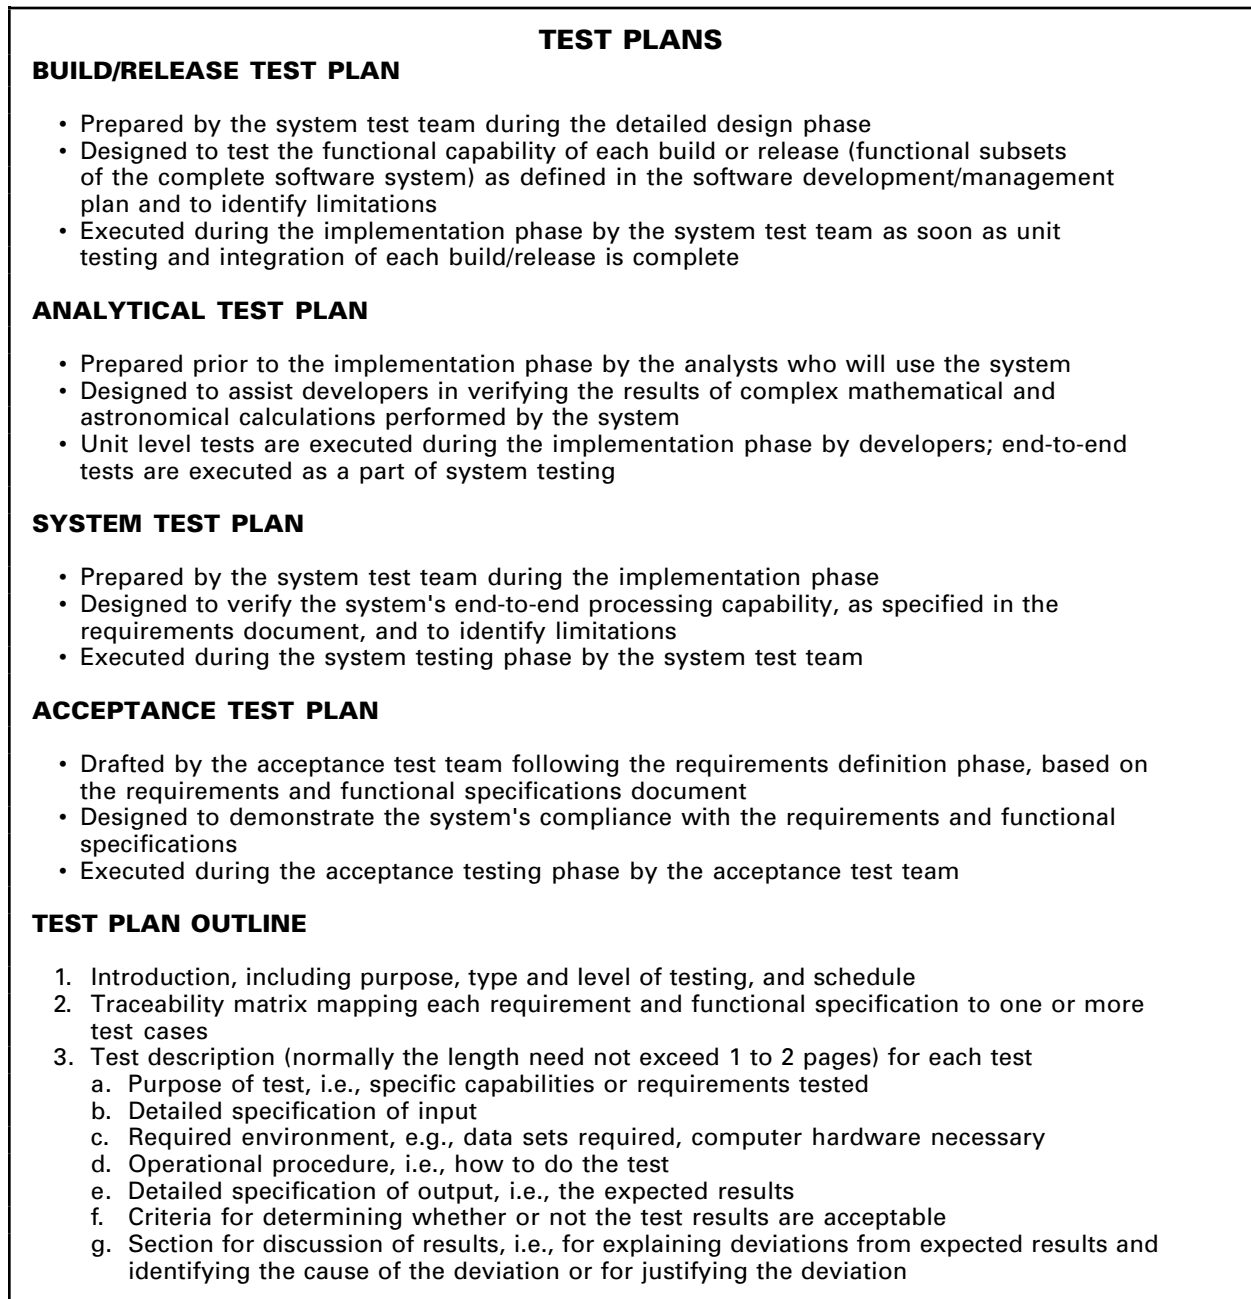 TEST PLANS
BUILD/RELEASE TEST PLAN
• Prepared by the system test team during the detailed design phase
• Designed to test the functional capability of each build or release (functional subsets
of the complete software system) as defined in the software development/management
plan and to identify limitations
• Executed during the implementation phase by the system test team as soon as unit
testing and integration of each build/release is complete
ANALYTICAL TEST PLAN
• Prepared prior to the implementation phase by the analysts who will use the system
• Designed to assist developers in verifying the results of complex mathematical and
astronomical calculations performed by the system
• Unit level tests are executed during the implementation phase by developers; end-to-end
tests are executed as a part of system testing
SYSTEM TEST PLAN
• Prepared by the system test team during the implementation phase
• Designed to verify the system's end-to-end processing capability, as specified in the
requirements document, and to identify limitations
• Executed during the system testing phase by the system test team
ACCEPTANCE TEST PLAN
• Drafted by the acceptance test team following the requirements definition phase, based on
the requirements and functional specifications document
• Designed to demonstrate the system's compliance with the requirements and functional
specifications
• Executed during the acceptance testing phase by the acceptance test team
TEST PLAN OUTLINE
1. Introduction, including purpose, type and level of testing, and schedule
2. Traceability matrix mapping each requirement and functional specification to one or more
test cases
3. Test description (normally the length need not exceed 1 to 2 pages) for each test
a. Purpose of test, i.e., specific capabilities or requirements tested
b. Detailed specification of input
c. Required environment, e.g., data sets required, computer hardware necessary
d. Operational procedure, i.e., how to do the test
e. Detailed specification of output, i.e., the expected results
f. Criteria for determining whether or not the test results are acceptable
g. Section for discussion of results, i.e., for explaining deviations from expected results and
identifying the cause of the deviation or for justifying the deviation